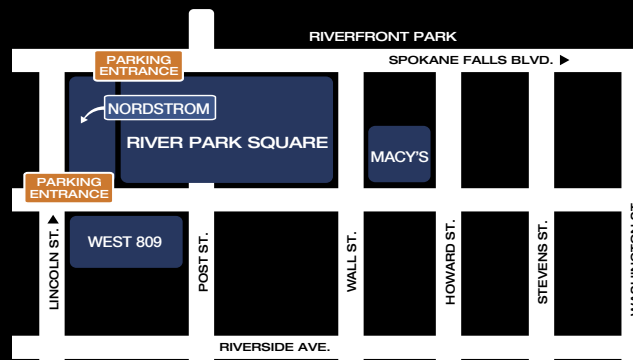 RIVERFRONT PARK
SPOKANE FALLS BLVD. ▶
PARKING
ENTRANCE
NORDSTROM
RIVER PARK SQUARE
MACY'S
PARKING
ENTRANCE
LINCOLN ST. ▶
WEST 809
POST ST.
WALL ST.
HOWARD ST.
STEVENS ST.
RIVERSIDE AVE.